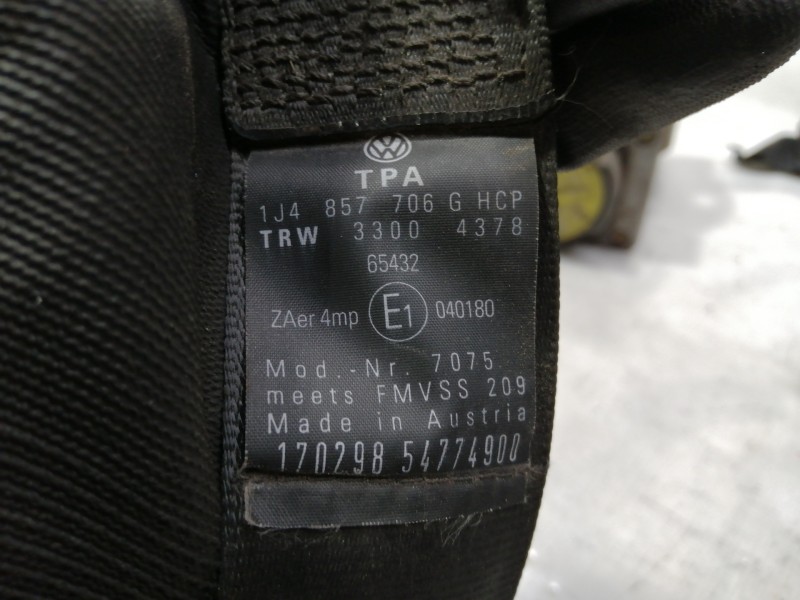 TPA
1J4 857 706 G HCP
TRW 3300 4378
65432
ZAer 4mp E1 040180
Mod.-Nr. 7075
meets FMVSS 209
Made in Austria
170298 54774900